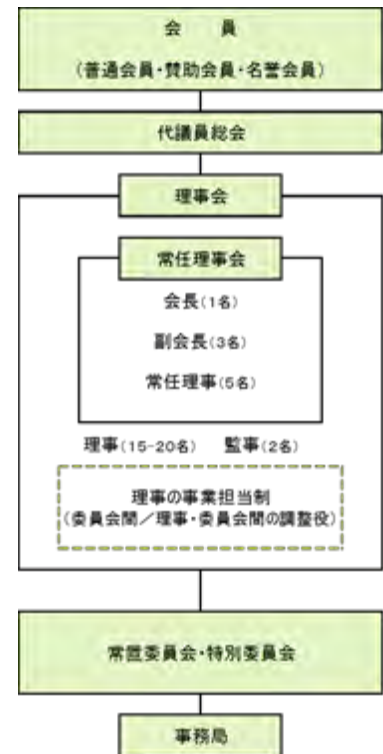 会　員
(普通会員・賛助会員・名誉会員)
代議員総会
理事会
常任理事会
会長(1名)
副会長(3名)
常任理事(5名)
理事(15-20名)　監事(2名)
理事の事業担当制
(委員会間／理事・委員会間の調整役)
常置委員会・特別委員会
事務局